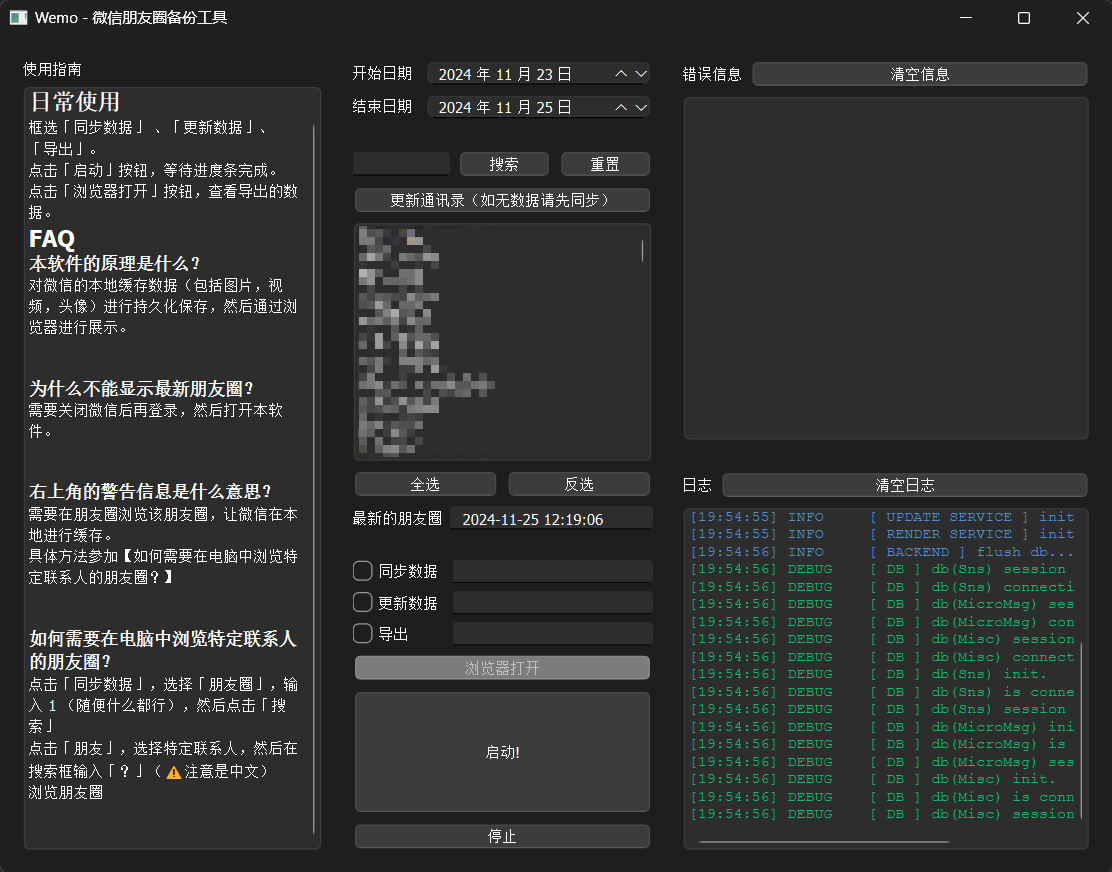 Wemo - 微信朋友圈备份工具
使用指南
日常使用
框选「同步数据」、「更新数据」、
「导出」。
点击「启动」按钮，等待进度条完成。
点击「浏览器打开」按钮，查看导出的数
据。
FAQ
本软件的原理是什么？
对微信的本地缓存数据（包括图片，视
频，头像）进行持久化保存，然后通过浏
览器进行展示。
为什么不能显示最新朋友圈？
需要关闭微信后再登录，然后打开本软
件。
右上角的警告信息是什么意思？
需要在朋友圈浏览该朋友圈，让微信在本
地进行缓存。
具体方法参加【如何需要在电脑中浏览特
定联系人的朋友圈？】
如何需要在电脑中浏览特定联系人
的朋友圈？
点击「同步数据」，选择「朋友圈」，输
入 1（随便什么都行），然后点击「搜
索」
点击「朋友」，选择特定联系人，然后在
搜索框输入「？」（⚠注意是中文）
浏览朋友圈
开始日期 2024 年 11 月 23 日
结束日期 2024 年 11 月 25 日
搜索 重置
更新通讯录（如无数据请先同步）
全选 反选
最新的朋友圈 2024-11-25 12:19:06
同步数据
更新数据
导出
浏览器打开
启动!
停止
错误信息 清空信息
日志 清空日志
[19:54:55] INFO [ UPDATE SERVICE ] init
[19:54:55] INFO [ RENDER SERVICE ] init
[19:54:56] INFO [ BACKEND ] flush db...
[19:54:56] DEBUG [ DB ] db(Sns) session
[19:54:56] DEBUG [ DB ] db(Sns) connecti
[19:54:56] DEBUG [ DB ] db(MicroMsg) ses
[19:54:56] DEBUG [ DB ] db(MicroMsg) con
[19:54:56] DEBUG [ DB ] db(Misc) session
[19:54:56] DEBUG [ DB ] db(Misc) connect
[19:54:56] DEBUG [ DB ] db(Sns) init.
[19:54:56] DEBUG [ DB ] db(Sns) is conne
[19:54:56] DEBUG [ DB ] db(Sns) session
[19:54:56] DEBUG [ DB ] db(MicroMsg) ini
[19:54:56] DEBUG [ DB ] db(MicroMsg) is
[19:54:56] DEBUG [ DB ] db(MicroMsg) ses
[19:54:56] DEBUG [ DB ] db(Misc) init.
[19:54:56] DEBUG [ DB ] db(Misc) is conn
[19:54:56] DEBUG [ DB ] db(Misc) session